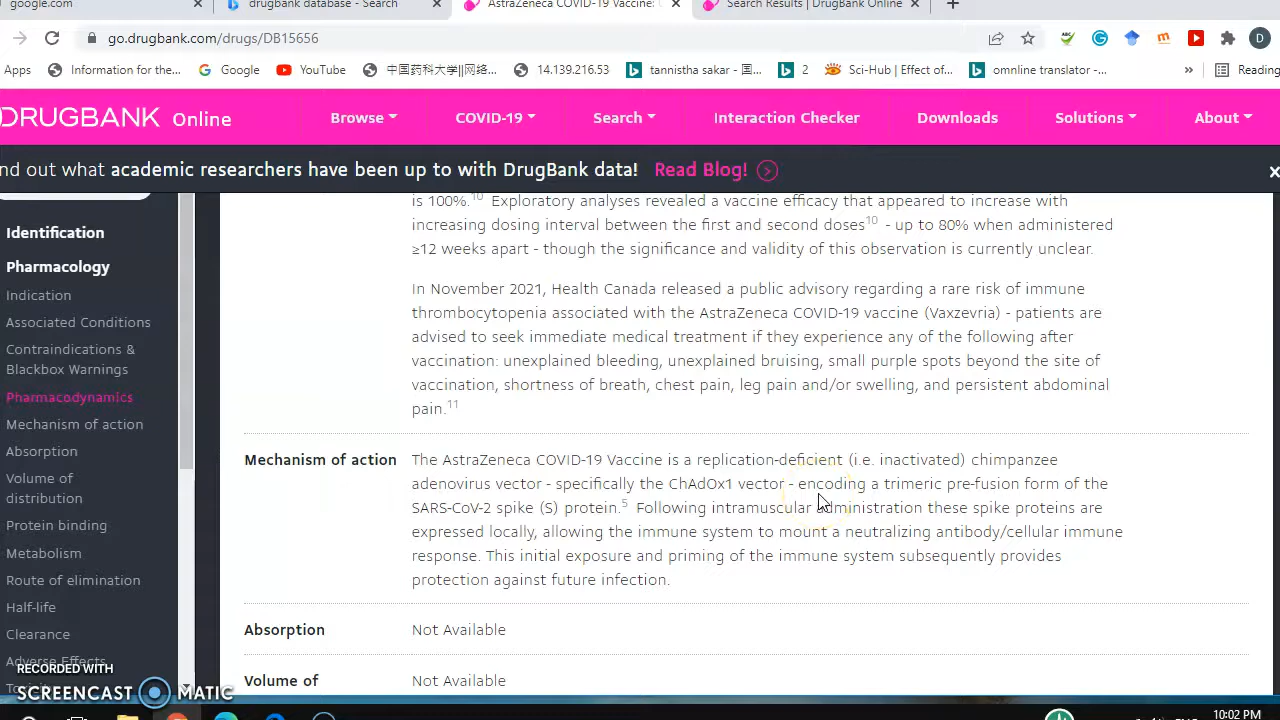 google.com
drugbank database - Search
AstraZeneca COVID-19 Vaccine:
Search Results | DrugBank Online
go.drugbank.com/drugs/DB15656
D
Apps
Information for the...
Google
YouTube
中国药科大学||网络...
14.139.216.53
tannistha sakar - 国...
2
Sci-Hub | Effect of...
omnline translator -...
»
Reading
DRUGBANK Online
Browse
COVID-19
Search
Interaction Checker
Downloads
Solutions
About
nd out what academic researchers have been up to with DrugBank data! Read Blog!
x
Identification
Pharmacology
Indication
Associated Conditions
Contraindications &
Blackbox Warnings
Pharmacodynamics
Mechanism of action
Absorption
Volume of
distribution
Protein binding
Metabolism
Route of elimination
Half-life
Clearance
Adverse Effects
is 100%.10 Exploratory analyses revealed a vaccine efficacy that appeared to increase with
increasing dosing interval between the first and second doses10 - up to 80% when administered
≥12 weeks apart - though the significance and validity of this observation is currently unclear.
In November 2021, Health Canada released a public advisory regarding a rare risk of immune
thrombocytopenia associated with the AstraZeneca COVID-19 vaccine (Vaxzevria) - patients are
advised to seek immediate medical treatment if they experience any of the following after
vaccination: unexplained bleeding, unexplained bruising, small purple spots beyond the site of
vaccination, shortness of breath, chest pain, leg pain and/or swelling, and persistent abdominal
pain.11
Mechanism of action
The AstraZeneca COVID-19 Vaccine is a replication-deficient (i.e. inactivated) chimpanzee
adenovirus vector - specifically the ChAdOx1 vector - encoding a trimeric pre-fusion form of the
SARS-CoV-2 spike (S) protein.5 Following intramuscular administration these spike proteins are
expressed locally, allowing the immune system to mount a neutralizing antibody/cellular immune
response. This initial exposure and priming of the immune system subsequently provides
protection against future infection.
Absorption
Not Available
Volume of
Not Available
RECORDED WITH
SCREENCAST MATIC
10:02 PM